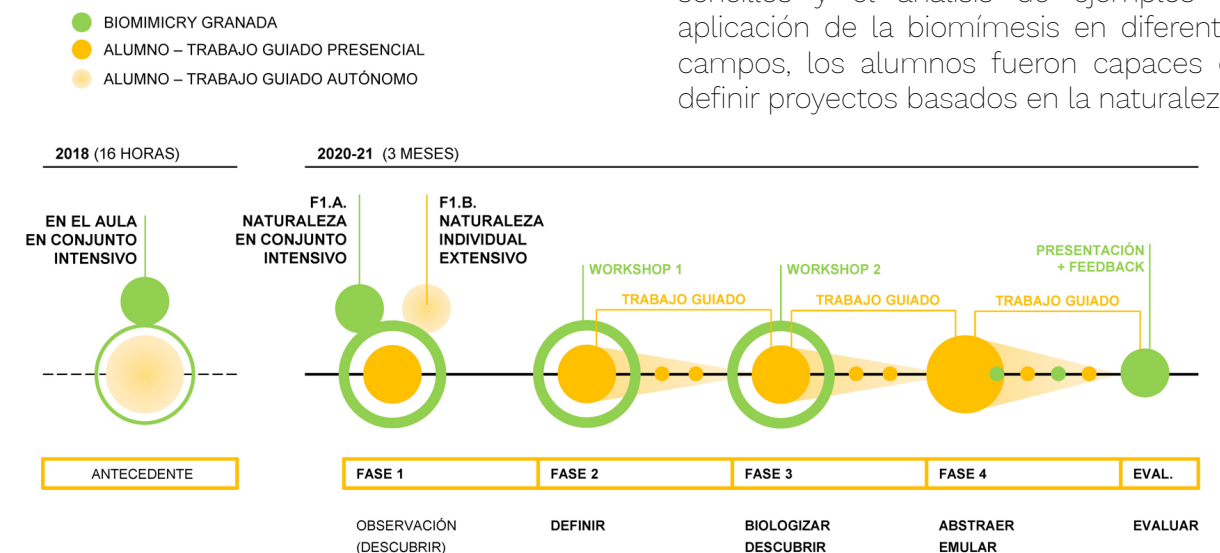 BIOMIMICRY GRANADA
ALUMNO – TRABAJO GUIADO PRESENCIAL
ALUMNO – TRABAJO GUIADO AUTÓNOMO
aplicación de la biomímesis en
campos, los alumnos fueron capaces
definir proyectos basados en la
2018 (16 HORAS)
2020-21 (3 MESES)
EN EL AULA
EN CONJUNTO
INTENSIVO
F1.A.
NATURALEZA
EN CONJUNTO
INTENSIVO
F1.B.
NATURALEZA
INDIVIDUAL
EXTENSIVO
WORKSHOP 1
TRABAJO GUIADO
WORKSHOP 2
TRABAJO GUIADO
PRESENTACIÓN
+ FEEDBACK
TRABAJO GUIADO
ANTECEDENTE
FASE 1
FASE 2
FASE 3
FASE 4
EVAL.
OBSERVACIÓN
(DESCUBRIR)
DEFINIR
BIOLOGIZAR
DESCUBRIR
ABSTRAER
EMULAR
EVALUAR